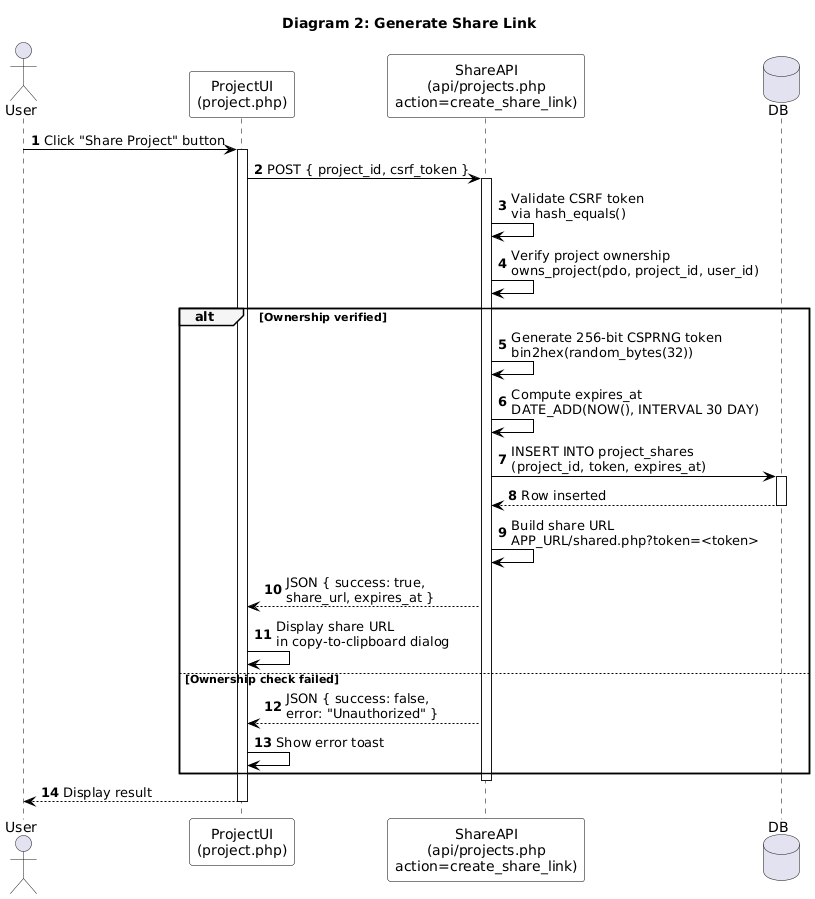 Diagram 2: Generate Share Link
User
ProjectUI
(project.php)
ShareAPI
(api/projects.php
action=create_share_link)
DB
1 Click "Share Project" button
2 POST { project_id, csrf_token }
3 Validate CSRF token
via hash_equals()
4 Verify project ownership
owns_project(pdo, project_id, user_id)
alt [Ownership verified]
5 Generate 256-bit CSPRNG token
bin2hex(random_bytes(32))
6 Compute expires_at
DATE_ADD(NOW(), INTERVAL 30 DAY)
7 INSERT INTO project_shares
(project_id, token, expires_at)
8 Row inserted
9 Build share URL
APP_URL/shared.php?token=<token>
10 JSON { success: true,
share_url, expires_at }
11 Display share URL
in copy-to-clipboard dialog
[Ownership check failed]
12 JSON { success: false,
error: "Unauthorized" }
13 Show error toast
14 Display result
User
ProjectUI
(project.php)
ShareAPI
(api/projects.php
action=create_share_link)
DB